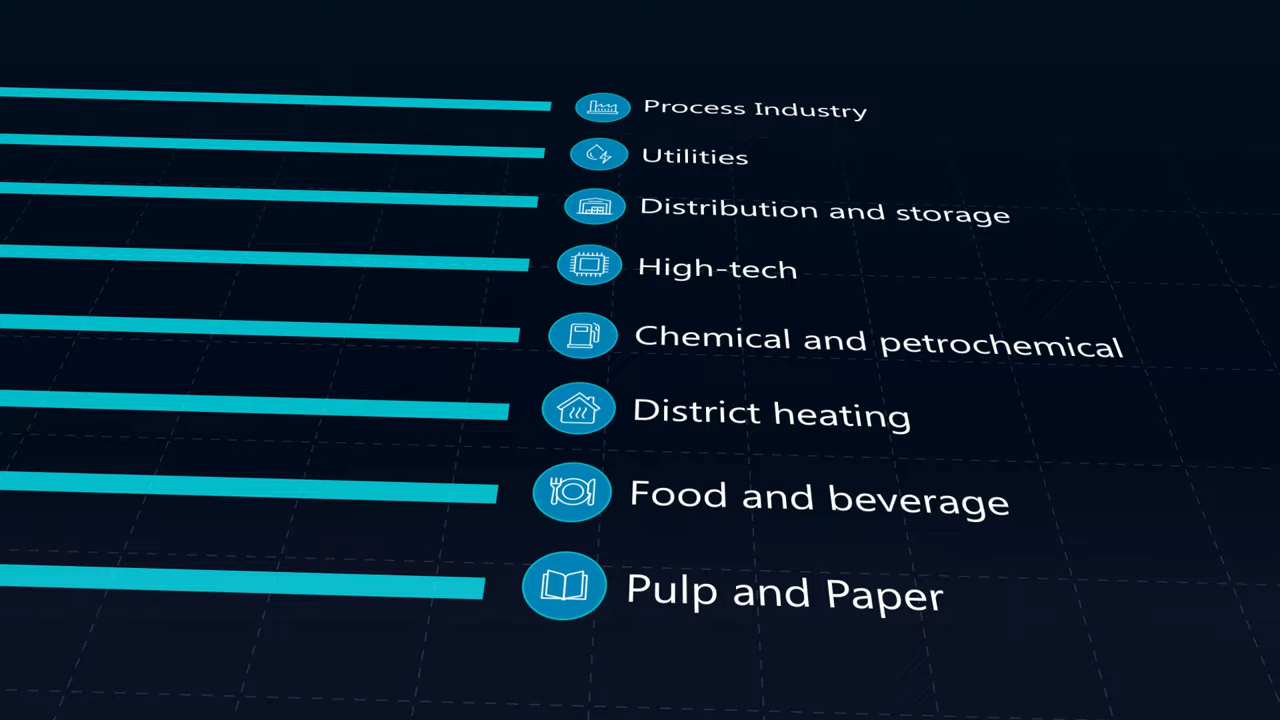 Process Industry
Utilities
Distribution and storage
High-tech
Chemical and petrochemical
District heating
Food and beverage
Pulp and Paper